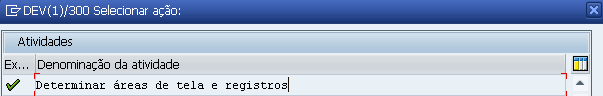 DEV(1)/300 Selecionar ação:
Atividades
Ex... Denominação da atividade
Determinar áreas de tela e registros